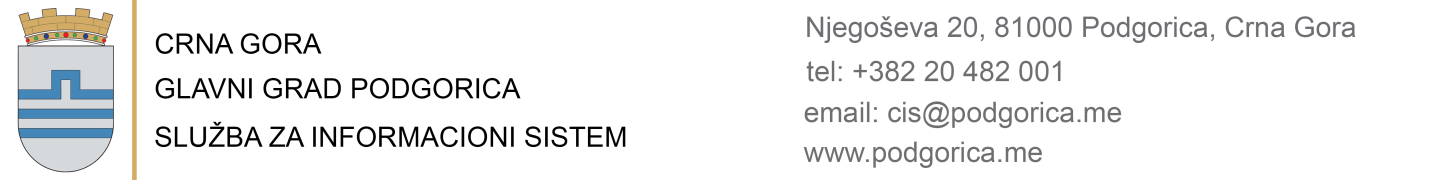 CRNA GORA
GLAVNI GRAD PODGORICA
SLUŽBA ZA INFORMACIONI SISTEM
Njegoševa 20, 81000 Podgorica, Crna Gora
tel: +382 20 482 001
email: cis@podgorica.me
www.podgorica.me